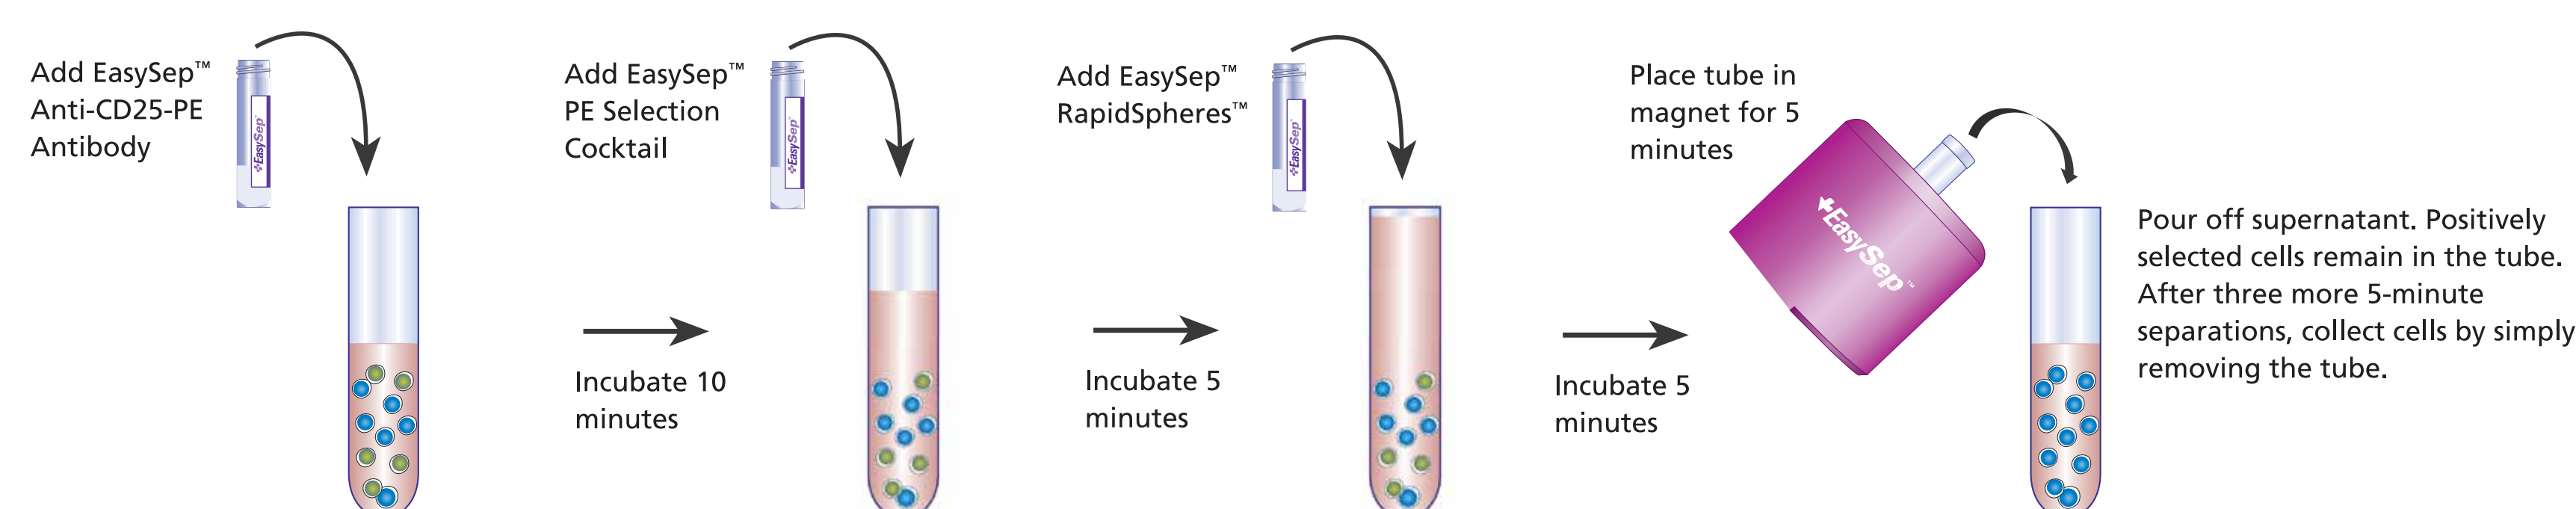 Add EasySep™
Anti-CD25-PE
Antibody
EasySep
Incubate 10
minutes
Add EasySep™
PE Selection
Cocktail
EasySep
Incubate 5
minutes
Add EasySep™
RapidSpheres™
EasySep
Incubate 5
minutes
Place tube in
magnet for 5
minutes
EasySep™
Pour off supernatant. Positively
selected cells remain in the tube.
After three more 5-minute
separations, collect cells by simply
removing the tube.